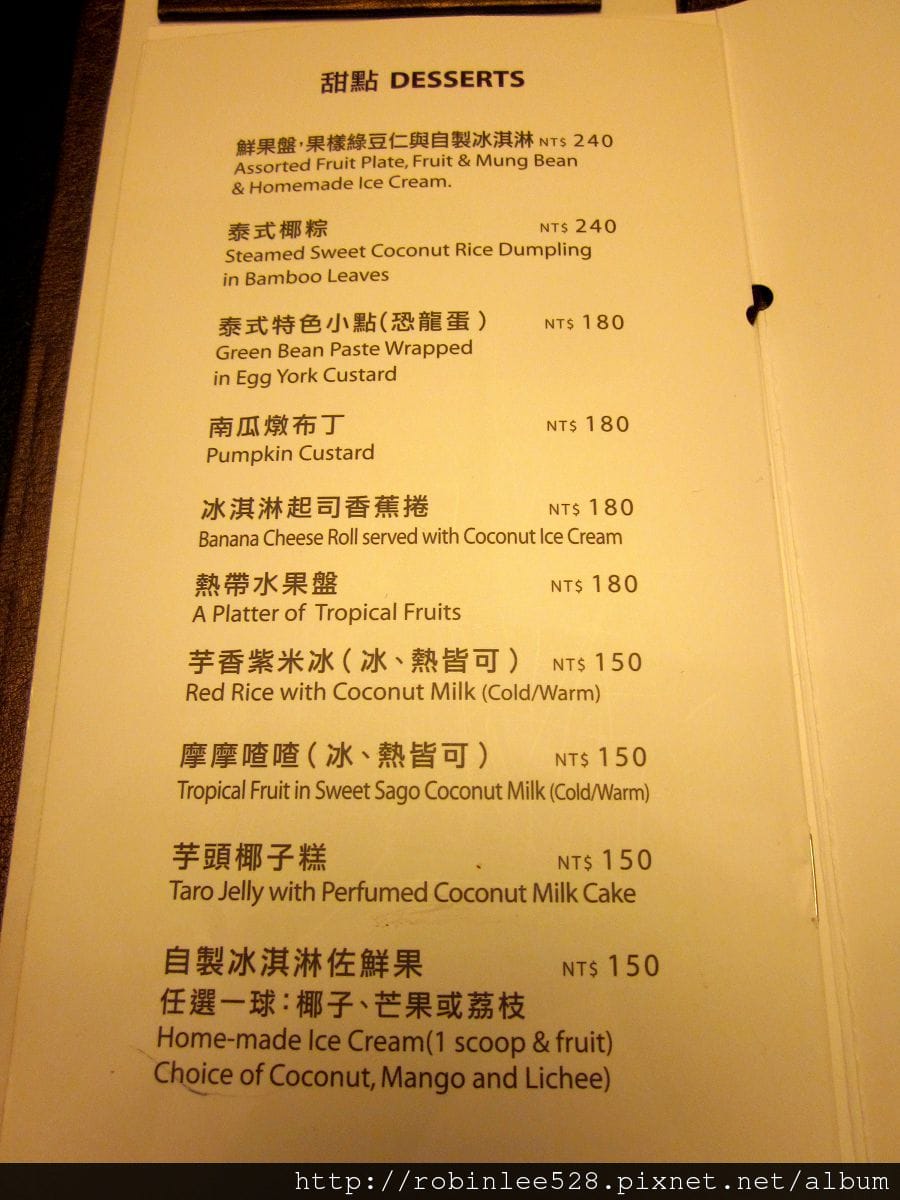 甜點 DESSERTS
鮮果盤,果樣綠豆仁與自製冰淇淋 NT$ 240
Assorted Fruit Plate, Fruit & Mung Bean
& Homemade Ice Cream.
泰式椰粽 NT$ 240
Steamed Sweet Coconut Rice Dumpling
in Bamboo Leaves
泰式特色小點(恐龍蛋) NT$ 180
Green Bean Paste Wrapped
in Egg York Custard
南瓜燉布丁 NT$ 180
Pumpkin Custard
冰淇淋起司香蕉捲 NT$ 180
Banana Cheese Roll served with Coconut Ice Cream
熱帶水果盤 NT$ 180
A Platter of Tropical Fruits
芋香紫米冰(冰、熱皆可) NT$ 150
Red Rice with Coconut Milk (Cold/Warm)
摩摩喳喳(冰、熱皆可) NT$ 150
Tropical Fruit in Sweet Sago Coconut Milk (Cold/Warm)
芋頭椰子糕 NT$ 150
Taro Jelly with Perfumed Coconut Milk Cake
自製冰淇淋佐鮮果 NT$ 150
任選一球:椰子、芒果或荔枝
Home-made Ice Cream(1 scoop & fruit)
Choice of Coconut, Mango and Lichee)
http://robinlee528.pixnet.net/album